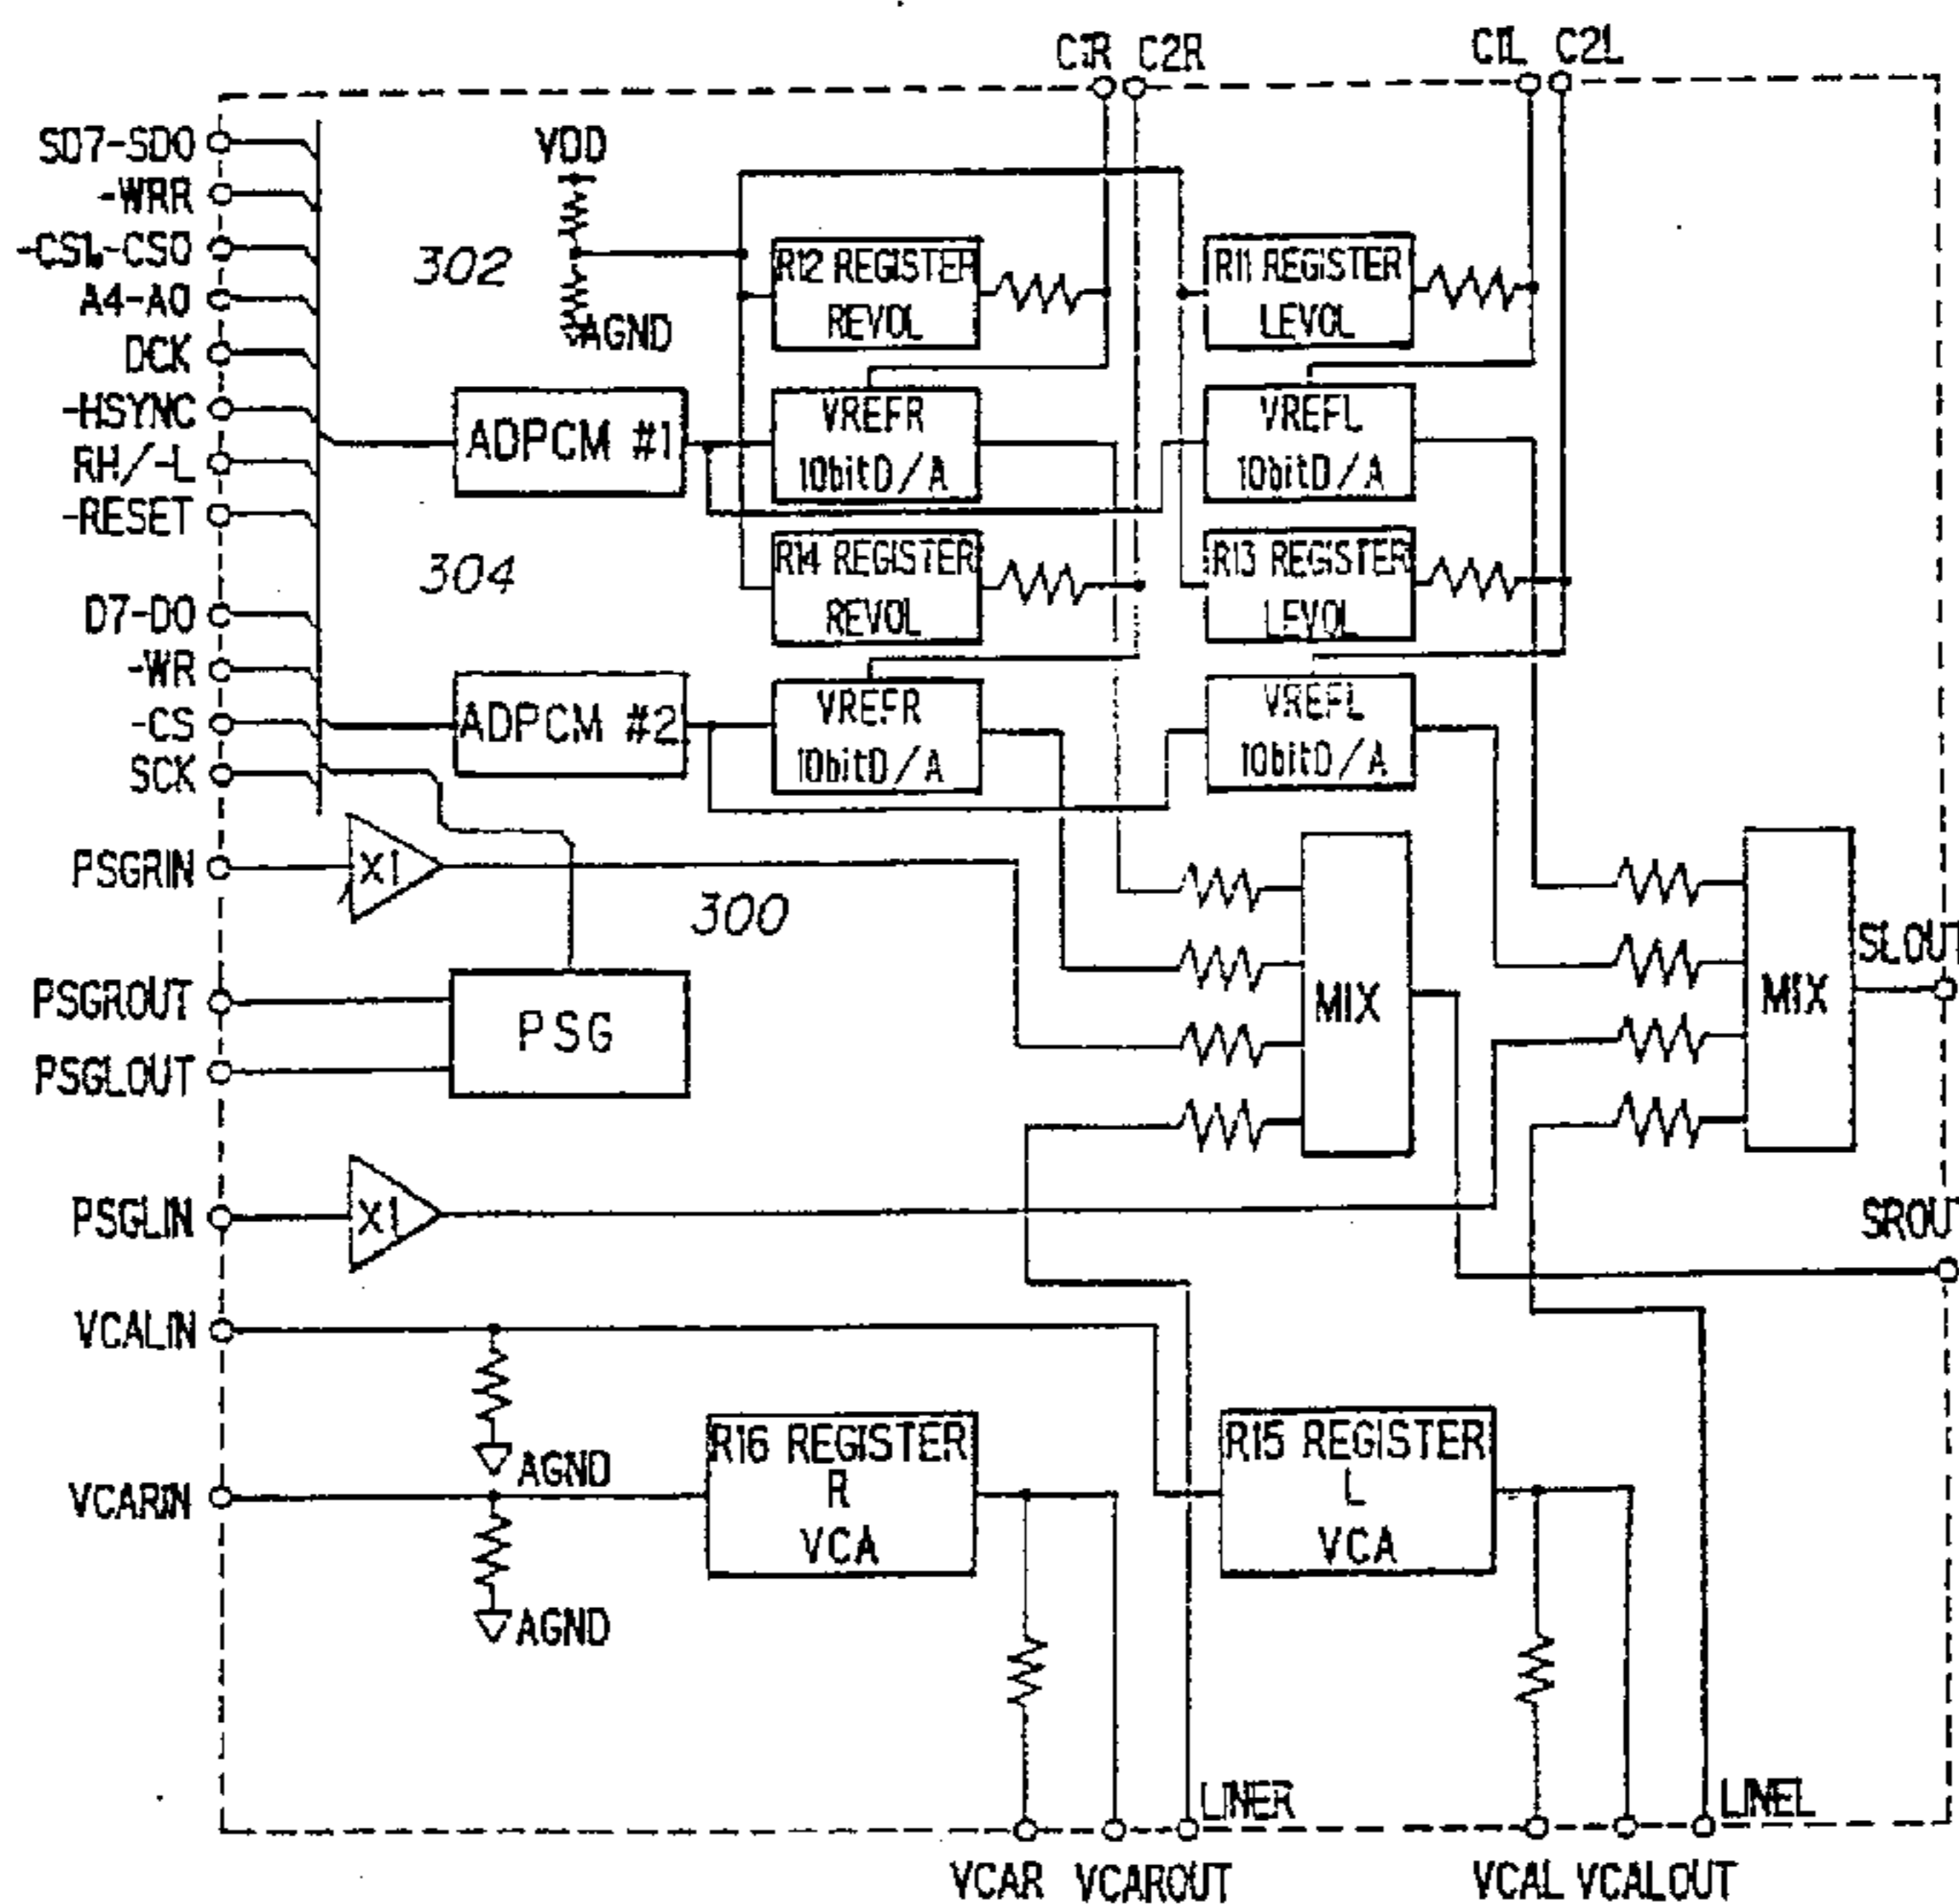 C1R C2R
C1L C2L
SD7-SD0
-WRR
-CS1,-CS0
A4-A0
DCK
-HSYNC
RH/-L
-RESET
D7-D0
-WR
-CS
SCK
PSGRIN
PSGROUT
PSGLOUT
PSGLIN
VCALIN
VCARIN
VDD
AGND
302
R12 REGISTER
REVOL
R11 REGISTER
LEVOL
ADPCM #1
VREFR
10bitD/A
VREFL
10bitD/A
304
R14 REGISTER
REVOL
R13 REGISTER
LEVOL
ADPCM #2
VREFR
10bitD/A
VREFL
10bitD/A
X1
300
PSG
MIX
MIX
SLOUT
X1
SROUT
AGND
R16 REGISTER
R
VCA
R15 REGISTER
L
VCA
AGND
LINER
LINEL
VCAR VCAROUT
VCAL VCALOUT